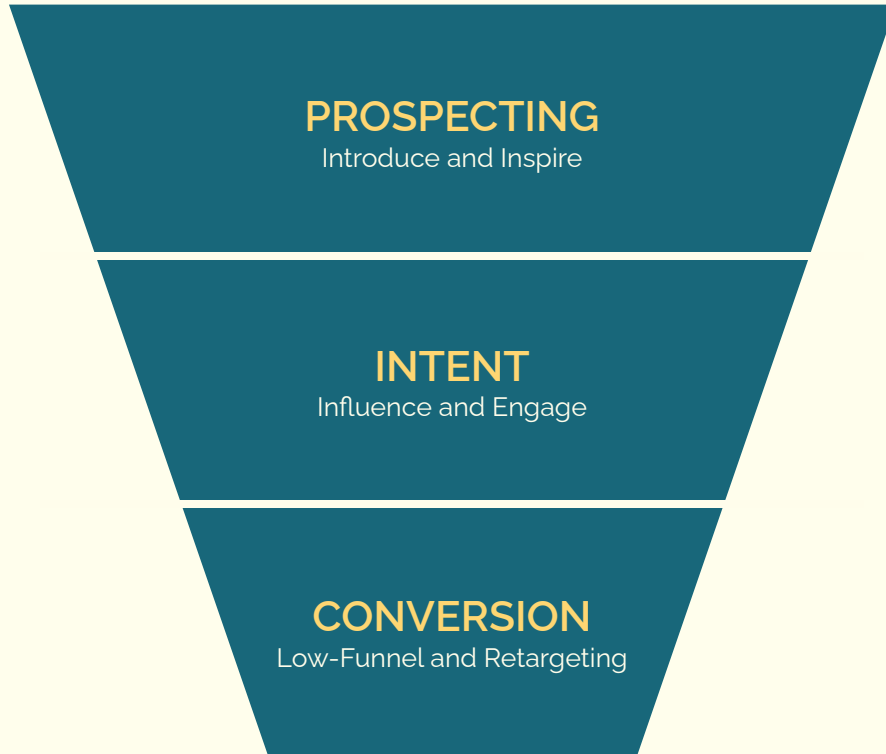 PROSPECTING
Introduce and Inspire
INTENT
Influence and Engage
CONVERSION
Low-Funnel and Retargeting